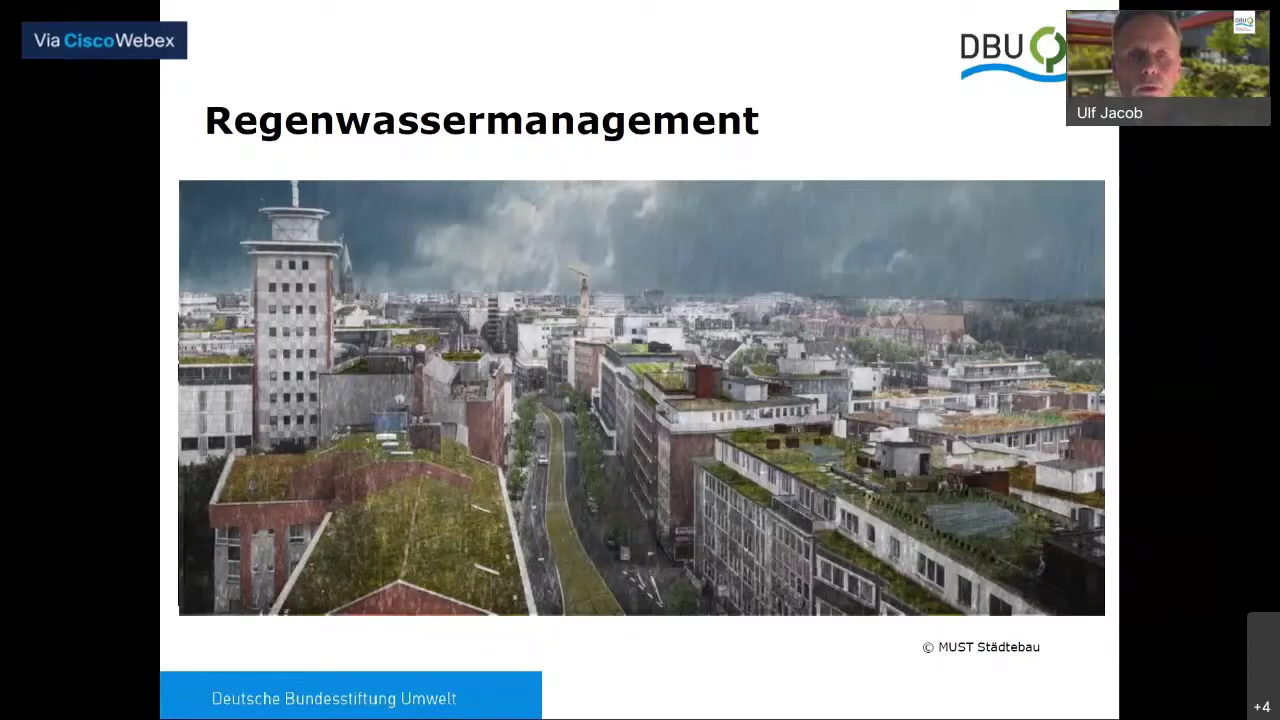 Via CiscoWebex
DBU
Ulf Jacob
Regenwassermanagement
© MUST Städtebau
Deutsche Bundesstiftung Umwelt
+4